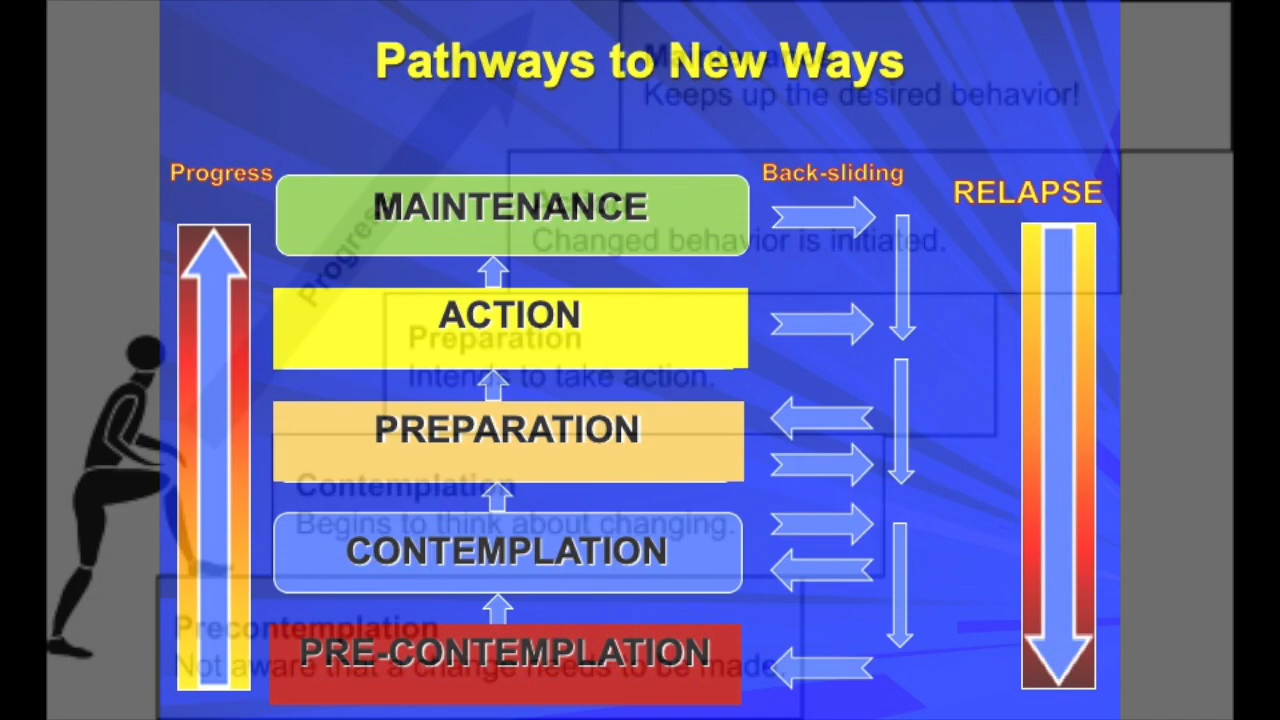 Pathways to New Ways
Maintenance
Keeps up the desired behavior!
Progress
Back-sliding
RELAPSE
MAINTENANCE
Progress
Changed behavior is initiated.
ACTION
Preparation
Intends to take action.
PREPARATION
Contemplation
Begins to think about changing.
CONTEMPLATION
Precontemplation
PRE-CONTEMPLATION
Not aware that a change needs to be made